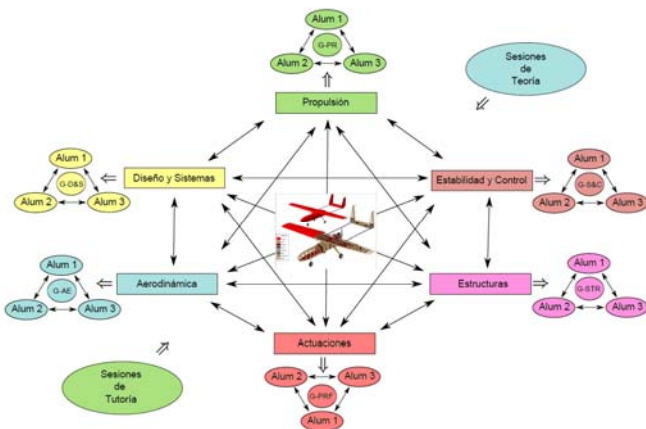 Alum 1
G-PR
Alum 2
Alum 3
Sesiones
de
Teoría
Propulsión
Alum 1
G-D&S
Alum 2
Alum 3
Diseño y Sistemas
Estabilidad y Control
Alum 1
G-S&C
Alum 2
Alum 3
Alum 1
G-AE
Alum 2
Alum 3
Aerodinámica
Estructuras
Alum 1
G-STR
Alum 2
Alum 3
Actuaciones
Alum 2
Alum 3
G-PRF
Alum 1
Sesiones
de
Tutoría